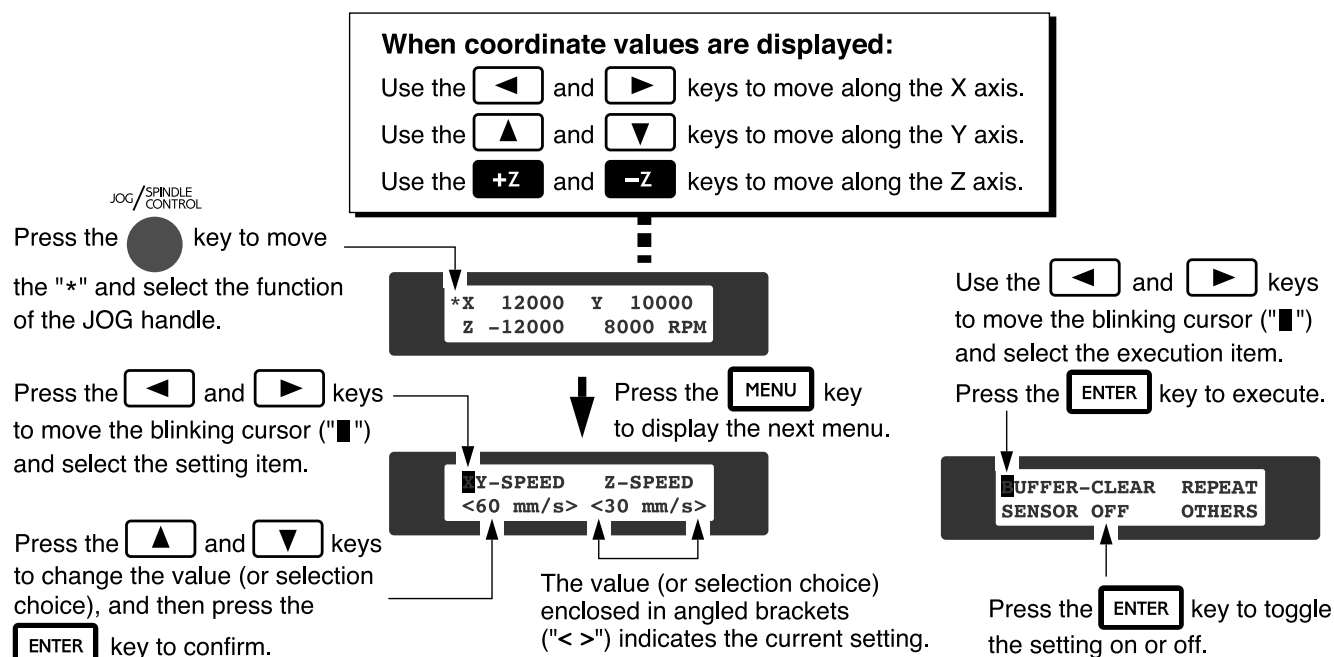 When coordinate values are displayed:
Use the ◄ and ► keys to move along the X axis.
Use the ▲ and ▼ keys to move along the Y axis.
Use the +Z and −Z keys to move along the Z axis.
JOG/SPINDLE CONTROL
Press the key to move
the "*" and select the function
of the JOG handle.
*X 12000 Y 10000
Z -12000 8000 RPM
Press the ◄ and ► keys
to move the blinking cursor ("█")
and select the setting item.
Press the MENU key
to display the next menu.
XY-SPEED Z-SPEED
<60 mm/s> <30 mm/s>
Press the ▲ and ▼ keys
to change the value (or selection
choice), and then press the
ENTER key to confirm.
The value (or selection choice)
enclosed in angled brackets
("< >") indicates the current setting.
Use the ◄ and ► keys
to move the blinking cursor ("█")
and select the execution item.
Press the ENTER key to execute.
BUFFER-CLEAR REPEAT
SENSOR OFF OTHERS
Press the ENTER key to toggle
the setting on or off.